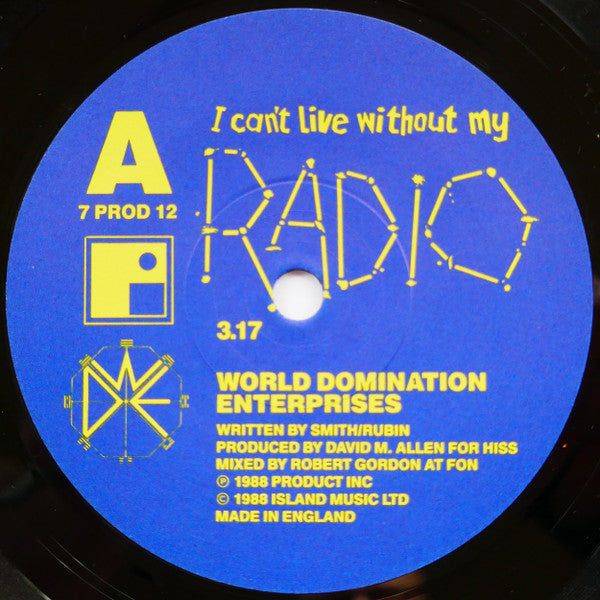 A
7 PROD 12
I can't live without my
RADIO
3.17
WORLD DOMINATION
ENTERPRISES
WRITTEN BY SMITH/RUBIN
PRODUCED BY DAVID M. ALLEN FOR HISS
MIXED BY ROBERT GORDON AT FON
Ⓟ 1988 PRODUCT INC
© 1988 ISLAND MUSIC LTD
MADE IN ENGLAND